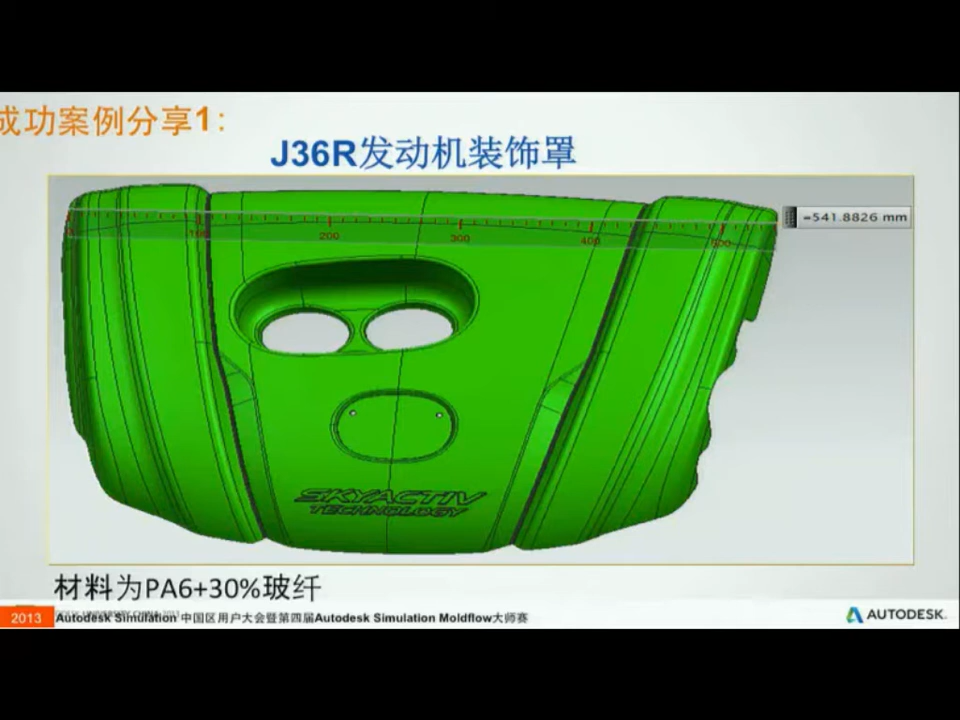 成功案例分享1:
J36R发动机装饰罩
=541.8826 mm
0 100 200 300 400 500
SKYACTIV
TECHNOLOGY
材料为PA6+30%玻纤
2013 Autodesk Simulation 中国区用户大会暨第四届Autodesk Simulation Moldflow大师赛
AUTODESK.